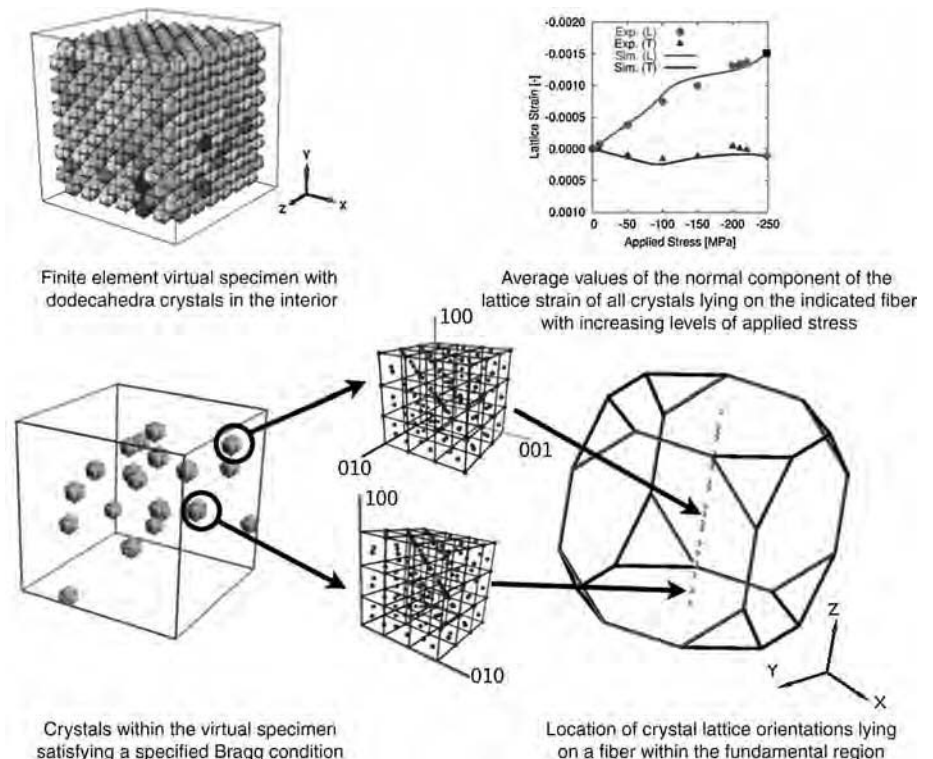 Y
X
Z
Finite element virtual specimen with
dodecahedra crystals in the interior
-0.0020
-0.0015
-0.0010
-0.0005
0.0000
0.0005
0.0010
Lattice Strain [-]
Exp. (L)
Exp. (T)
Sim. (L)
Sim. (T)
0 -50 -100 -150 -200 -250
Applied Stress [MPa]
Average values of the normal component of the
lattice strain of all crystals lying on the indicated fiber
with increasing levels of applied stress
100
010
001
100
010
Z
Y
X
Crystals within the virtual specimen
satisfying a specified Bragg condition
Location of crystal lattice orientations lying
on a fiber within the fundamental region